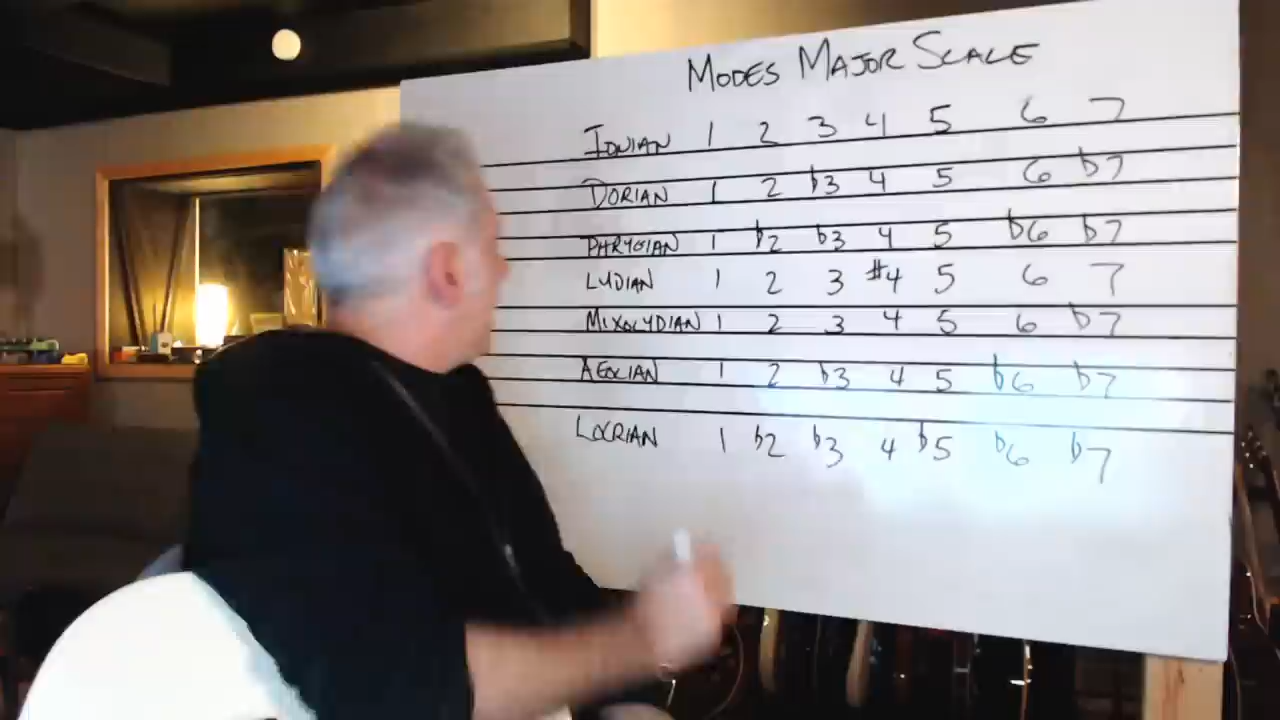 MODES MAJOR SCALE
IONIAN 1 2 3 4 5 6 7
DORIAN 1 2 b3 4 5 6 b7
PHRYGIAN 1 b2 b3 4 5 b6 b7
LYDIAN 1 2 3 #4 5 6 7
MIXOLYDIAN 1 2 3 4 5 6 b7
AEOLIAN 1 2 b3 4 5 b6 b7
LOCRIAN 1 b2 b3 4 b5 b6 b7